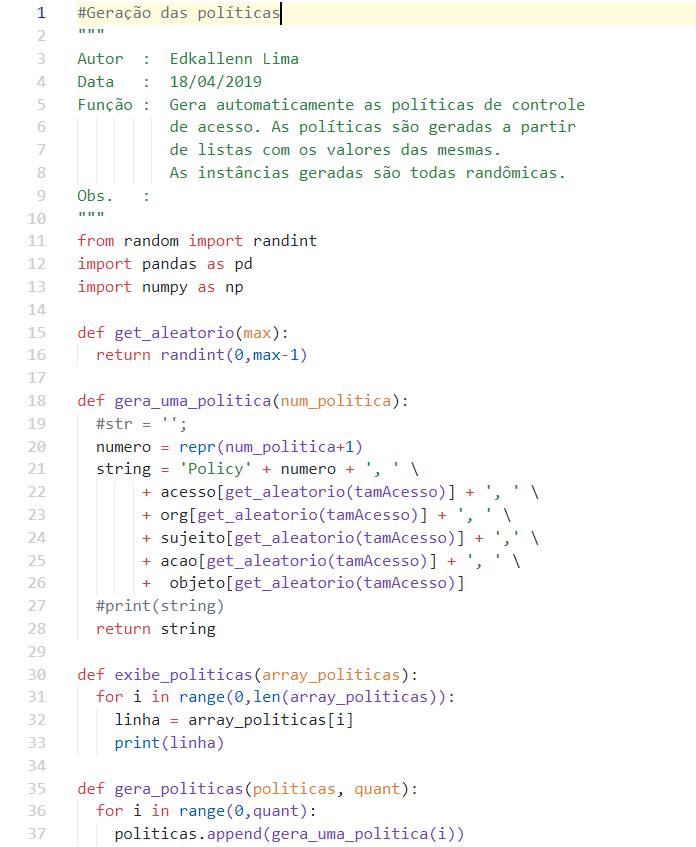 1 #Geração das políticas
2 """
3 Autor  :  Edkallenn Lima
4 Data   :  18/04/2019
5 Função :  Gera automaticamente as políticas de controle
6           de acesso. As políticas são geradas a partir
7           de listas com os valores das mesmas.
8           As instâncias geradas são todas randômicas.
9 Obs.   :
10 """
11 from random import randint
12 import pandas as pd
13 import numpy as np
14
15 def get_aleatorio(max):
16   return randint(0,max-1)
17
18 def gera_uma_politica(num_politica):
19   #str = '';
20   numero = repr(num_politica+1)
21   string = 'Policy' + numero + ', ' \
22        + acesso[get_aleatorio(tamAcesso)] + ', ' \
23        + org[get_aleatorio(tamAcesso)] + ', ' \
24        + sujeito[get_aleatorio(tamAcesso)] + ',' \
25        + acao[get_aleatorio(tamAcesso)] + ', ' \
26        +  objeto[get_aleatorio(tamAcesso)]
27   #print(string)
28   return string
29
30 def exibe_politicas(array_politicas):
31   for i in range(0,len(array_politicas)):
32     linha = array_politicas[i]
33     print(linha)
34
35 def gera_politicas(politicas, quant):
36   for i in range(0,quant):
37     politicas.append(gera_uma_politica(i))